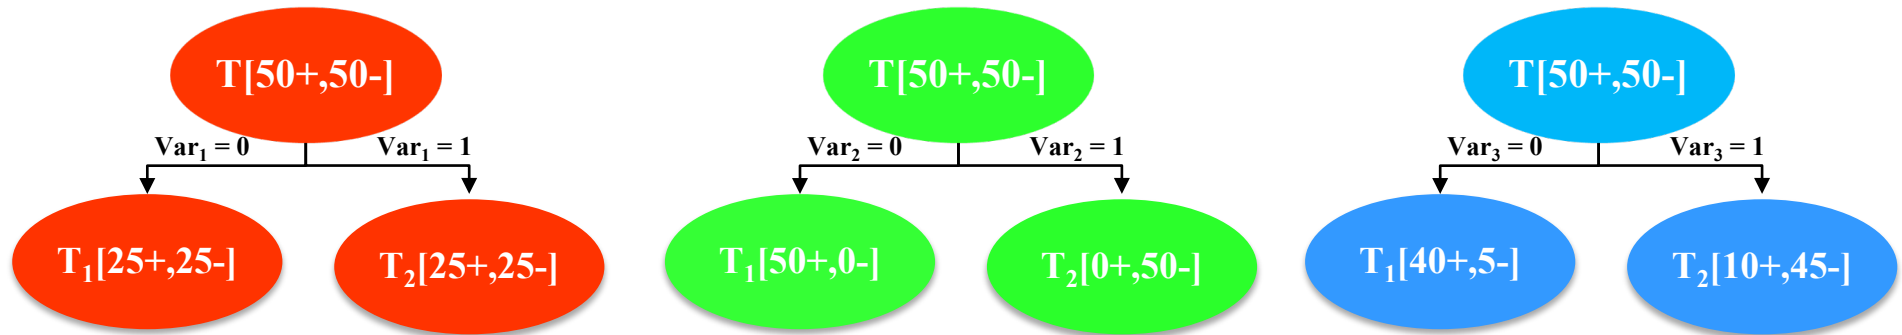 T[50+,50-]
Var₁ = 0
Var₁ = 1
T₁[25+,25-]
T₂[25+,25-]
T[50+,50-]
Var₂ = 0
Var₂ = 1
T₁[50+,0-]
T₂[0+,50-]
T[50+,50-]
Var₃ = 0
Var₃ = 1
T₁[40+,5-]
T₂[10+,45-]